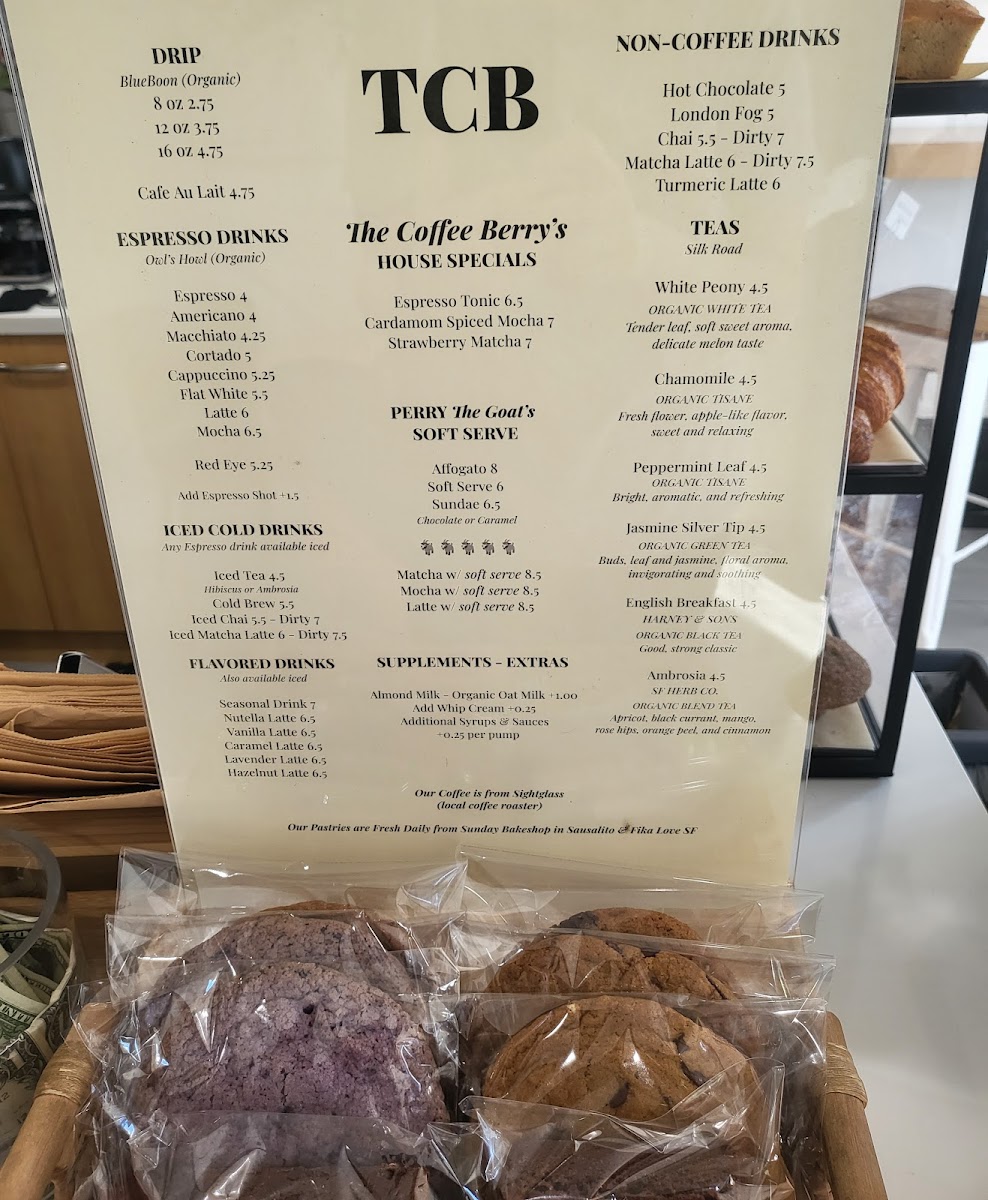 TCB
DRIP
BlueBoon (Organic)
8 oz 2.75
12 oz 3.75
16 oz 4.75
Cafe Au Lait 4.75
ESPRESSO DRINKS
Owl's Howl (Organic)
Espresso 4
Americano 4
Macchiato 4.25
Cortado 5
Cappuccino 5.25
Flat White 5.5
Latte 6
Mocha 6.5
Red Eye 5.25
Add Espresso Shot +1.5
ICED COLD DRINKS
Any Espresso drink available iced
Iced Tea 4.5
Hibiscus or Ambrosia
Cold Brew 5.5
Iced Chai 5.5 - Dirty 7
Iced Matcha Latte 6 - Dirty 7.5
FLAVORED DRINKS
Also available iced
Seasonal Drink 7
Nutella Latte 6.5
Vanilla Latte 6.5
Caramel Latte 6.5
Lavender Latte 6.5
Hazelnut Latte 6.5
The Coffee Berry's
HOUSE SPECIALS
Espresso Tonic 6.5
Cardamom Spiced Mocha 7
Strawberry Matcha 7
PERRY The Goat's
SOFT SERVE
Affogato 8
Soft Serve 6
Sundae 6.5
Chocolate or Caramel
Matcha w/ soft serve 8.5
Mocha w/ soft serve 8.5
Latte w/ soft serve 8.5
SUPPLEMENTS - EXTRAS
Almond Milk - Organic Oat Milk +1.00
Add Whip Cream +0.25
Additional Syrups & Sauces
+0.25 per pump
NON-COFFEE DRINKS
Hot Chocolate 5
London Fog 5
Chai 5.5 - Dirty 7
Matcha Latte 6 - Dirty 7.5
Turmeric Latte 6
TEAS
Silk Road
White Peony 4.5
ORGANIC WHITE TEA
Tender leaf, soft sweet aroma,
delicate melon taste
Chamomile 4.5
ORGANIC TISANE
Fresh flower, apple-like flavor,
sweet and relaxing
Peppermint Leaf 4.5
ORGANIC TISANE
Bright, aromatic, and refreshing
Jasmine Silver Tip 4.5
ORGANIC GREEN TEA
Buds, leaf and jasmine, floral aroma,
invigorating and soothing
English Breakfast 4.5
HARNEY & SONS
ORGANIC BLACK TEA
Good, strong classic
Ambrosia 4.5
SF HERB CO.
ORGANIC BLEND TEA
Apricot, black currant, mango,
rose hips, orange peel, and cinnamon
Our Coffee is from Sightglass
(local coffee roaster)
Our Pastries are Fresh Daily from Sunday Bakeshop in Sausalito & Fika Love SF